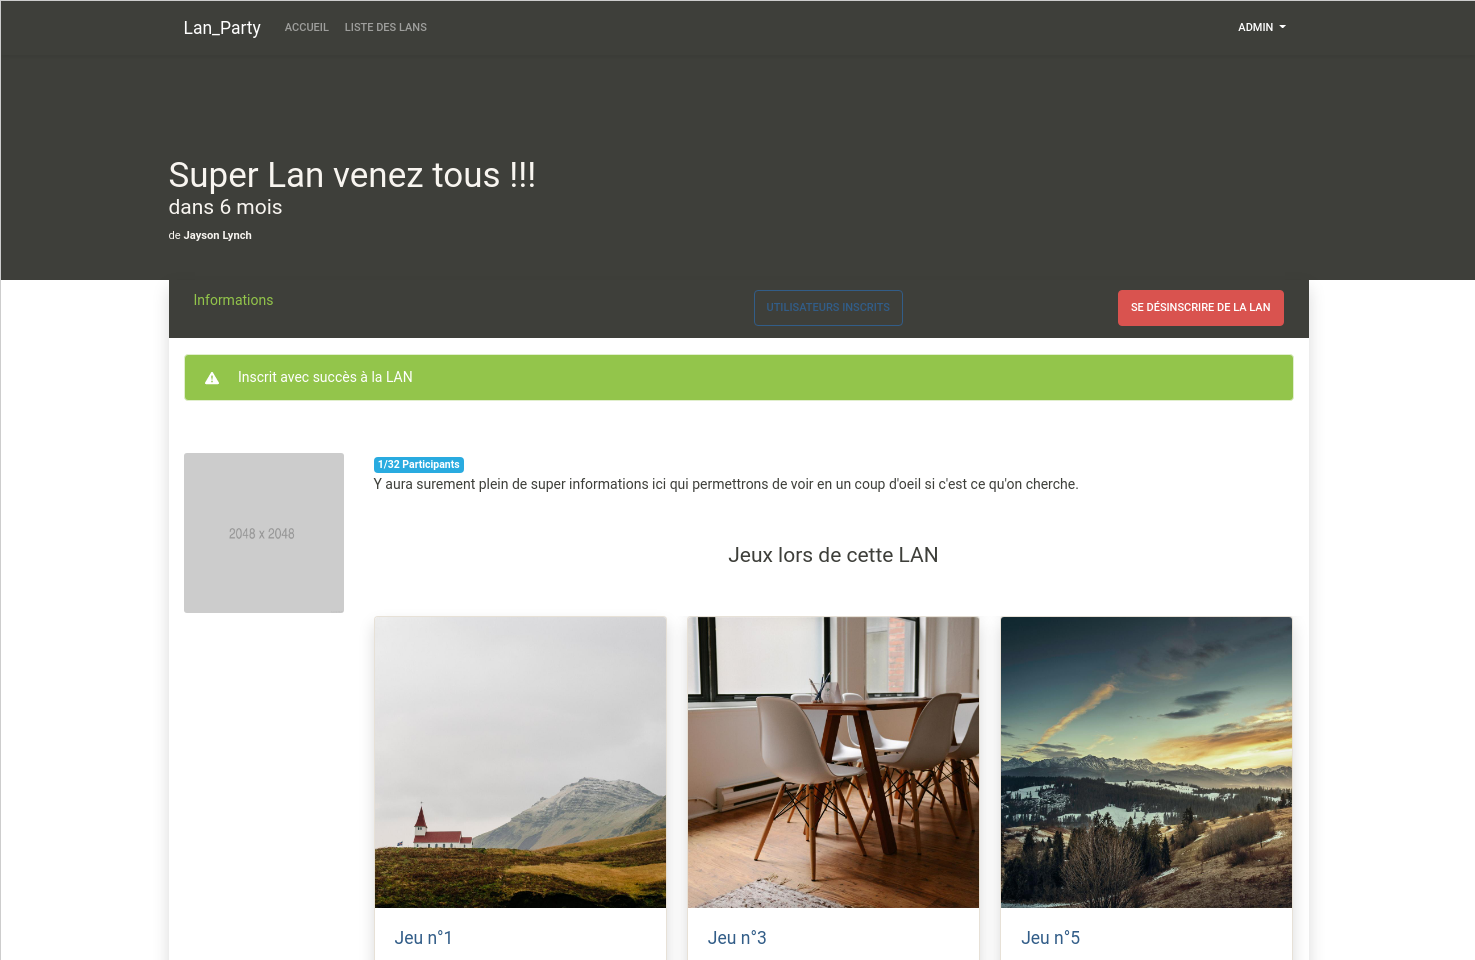 Lan_Party ACCUEIL LISTE DES LANS ADMIN
Super Lan venez tous !!!
dans 6 mois
de Jayson Lynch
Informations UTILISATEURS INSCRITS SE DÉSINSCRIRE DE LA LAN
Inscrit avec succès à la LAN
1/32 Participants
Y aura surement plein de super informations ici qui permettrons de voir en un coup d'oeil si c'est ce qu'on cherche.
2048 x 2048
Jeux lors de cette LAN
Jeu n°1 Jeu n°3 Jeu n°5